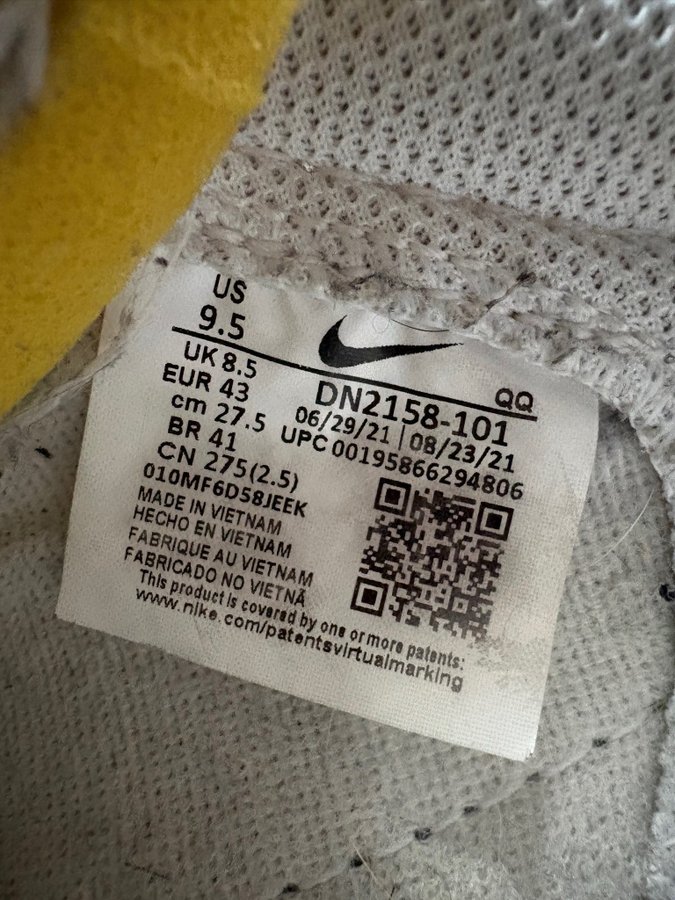 US
9.5
UK 8.5
EUR 43
cm 27.5
BR 41
CN 275(2.5)
010MF6D58JEEK
QQ
DN2158-101
06/29/21 | 08/23/21
UPC 00195866294806
MADE IN VIETNAM
HECHO EN VIETNAM
FABRIQUE AU VIETNAM
FABRICADO NO VIETNÃ
This product is covered by one or more patents:
www.nike.com/patentsvirtualmarking